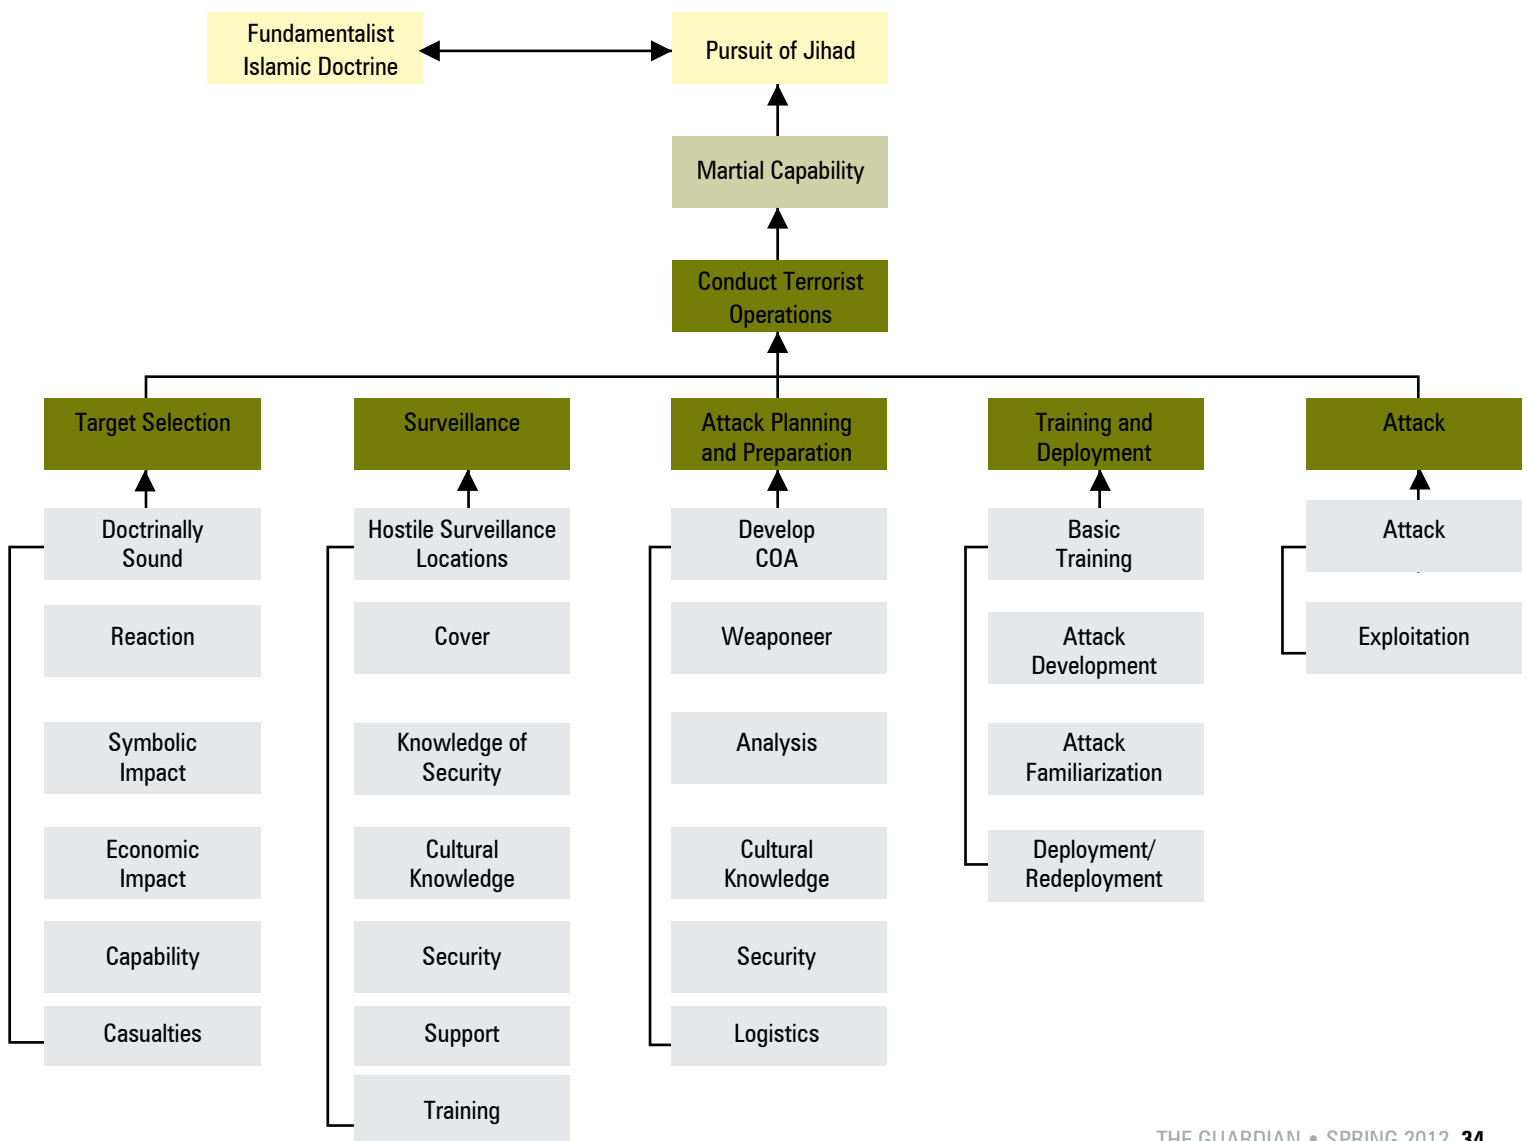 Fundamentalist
Islamic Doctrine
Pursuit of Jihad
Martial Capability
Conduct Terrorist
Operations
Target Selection
Surveillance
Attack Planning
and Preparation
Training and
Deployment
Attack
Doctrinally
Sound
Reaction
Symbolic
Impact
Economic
Impact
Capability
Casualties
Hostile Surveillance
Locations
Cover
Knowledge of
Security
Cultural
Knowledge
Security
Support
Training
Develop
COA
Weaponeer
Analysis
Cultural
Knowledge
Security
Logistics
Basic
Training
Attack
Development
Attack
Familiarization
Deployment/
Redeployment
Attack
Exploitation
THE GUARDIAN • SPRING 2012 34